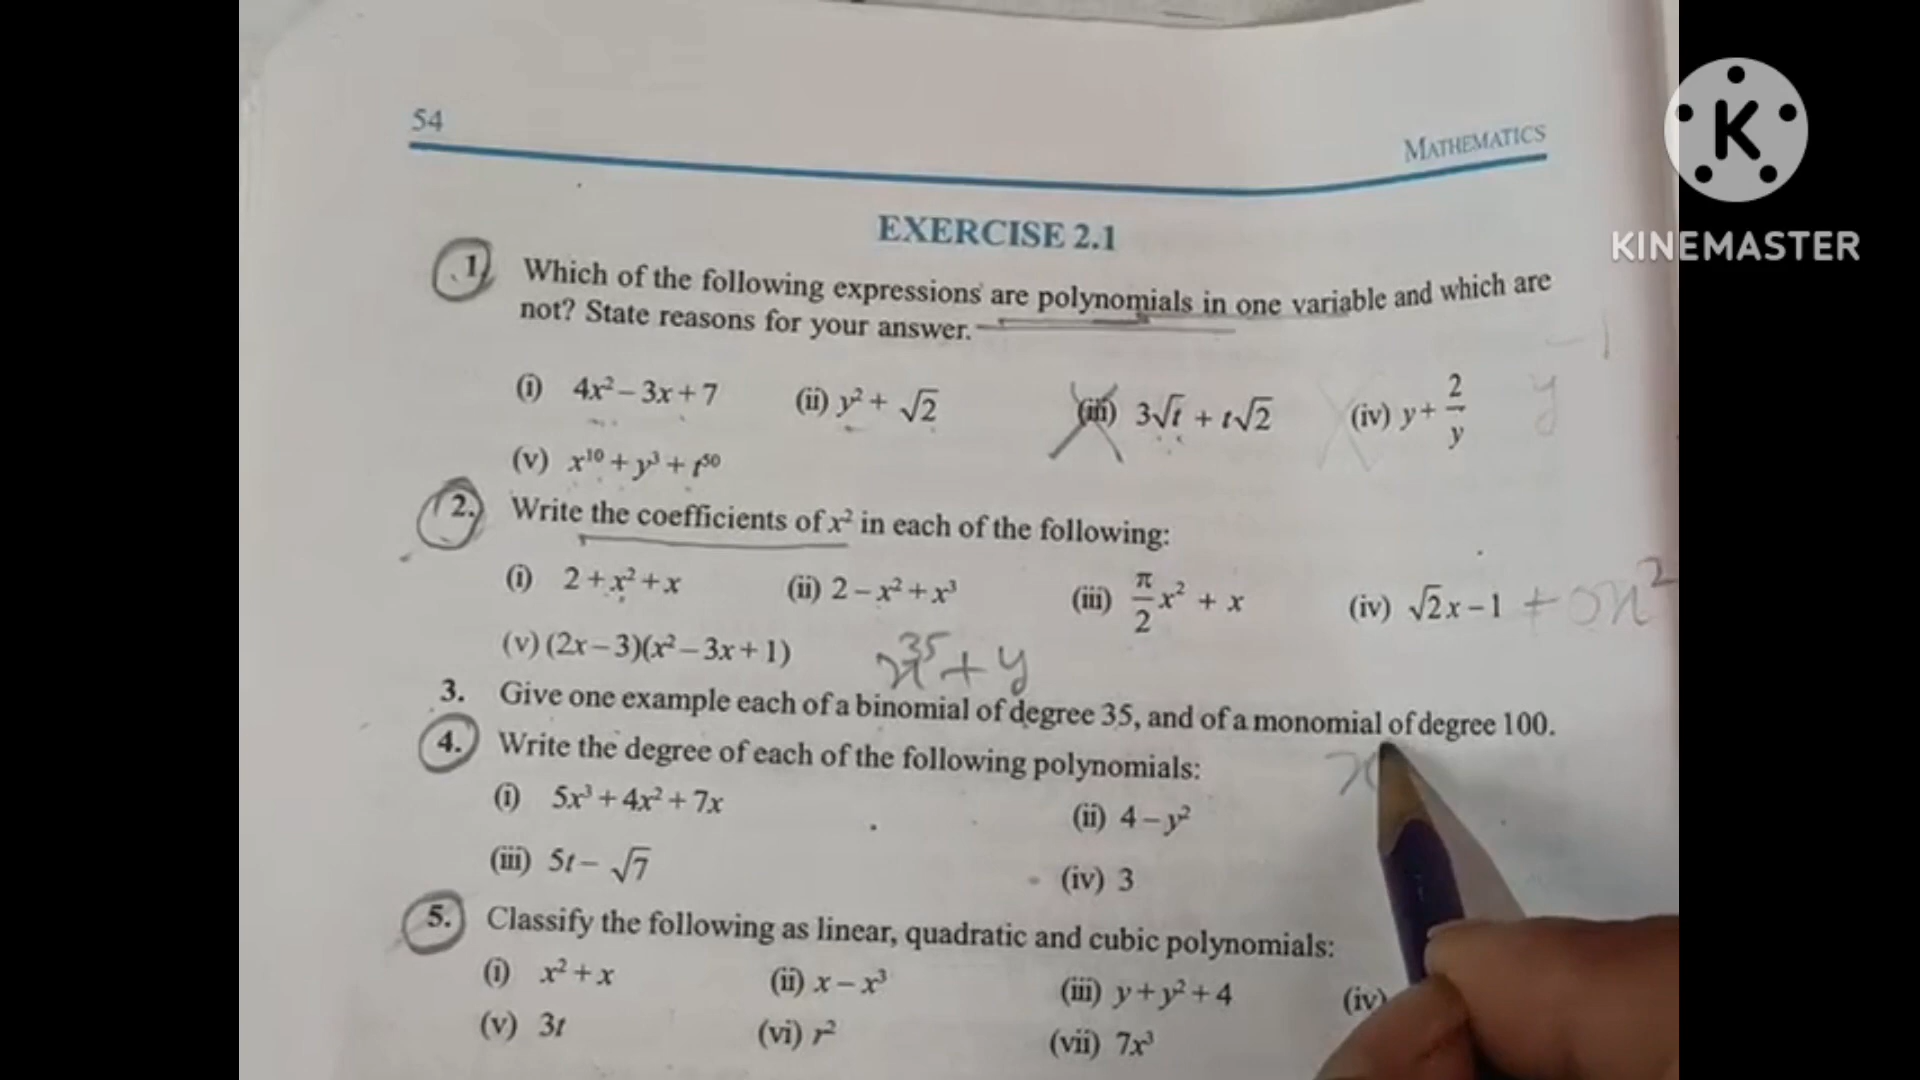 54
MATHEMATICS
K
KINEMASTER
EXERCISE 2.1
1. Which of the following expressions are polynomials in one variable and which are
not? State reasons for your answer.
(i) 4x² – 3x + 7 (ii) y² + √2 (iii) 3√t + t√2 (iv) y + 2/y y
(v) x¹⁰ + y³ + t⁵⁰
2. Write the coefficients of x² in each of the following:
(i) 2 + x² + x (ii) 2 – x² + x³ (iii) π/2 x² + x (iv) √2x – 1 + 0x²
(v) (2x – 3)(x² – 3x + 1) x³⁵ + y
3. Give one example each of a binomial of degree 35, and of a monomial of degree 100.
4. Write the degree of each of the following polynomials: x
(i) 5x³ + 4x² + 7x (ii) 4 – y²
(iii) 5t – √7 (iv) 3
5. Classify the following as linear, quadratic and cubic polynomials:
(i) x² + x (ii) x – x³ (iii) y + y² + 4 (iv)
(v) 3t (vi) r² (vii) 7x³